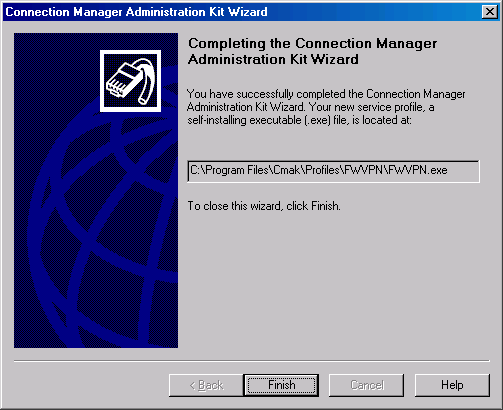 Connection Manager Administration Kit Wizard
Completing the Connection Manager
Administration Kit Wizard
You have successfully completed the Connection Manager
Administration Kit Wizard. Your new service profile, a
self-installing executable (.exe) file, is located at:
C:\Program Files\Cmak\Profiles\FWVPN\FWVPN.exe
To close this wizard, click Finish.
< Back Finish Cancel Help